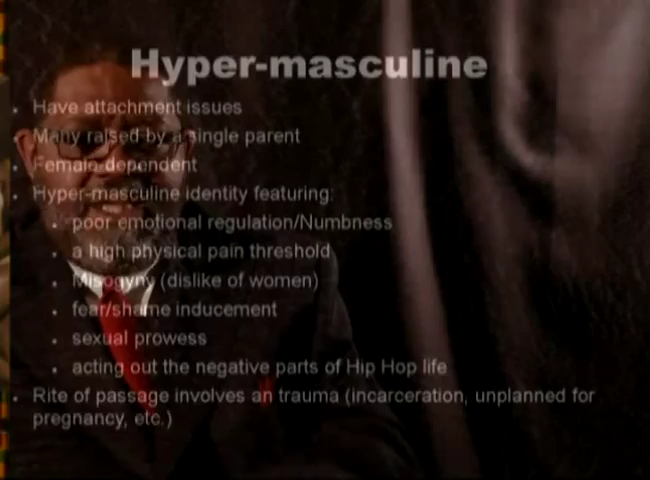 Hyper-masculine
Have attachment issues
Many raised by a single parent
Female-dependent
Hyper-masculine identity featuring:
poor emotional regulation/Numbness
a high physical pain threshold
Misogyny (dislike of women)
fear/shame inducement
sexual prowess
acting out the negative parts of Hip Hop life
Rite of passage involves an trauma (incarceration, unplanned for
pregnancy, etc.)